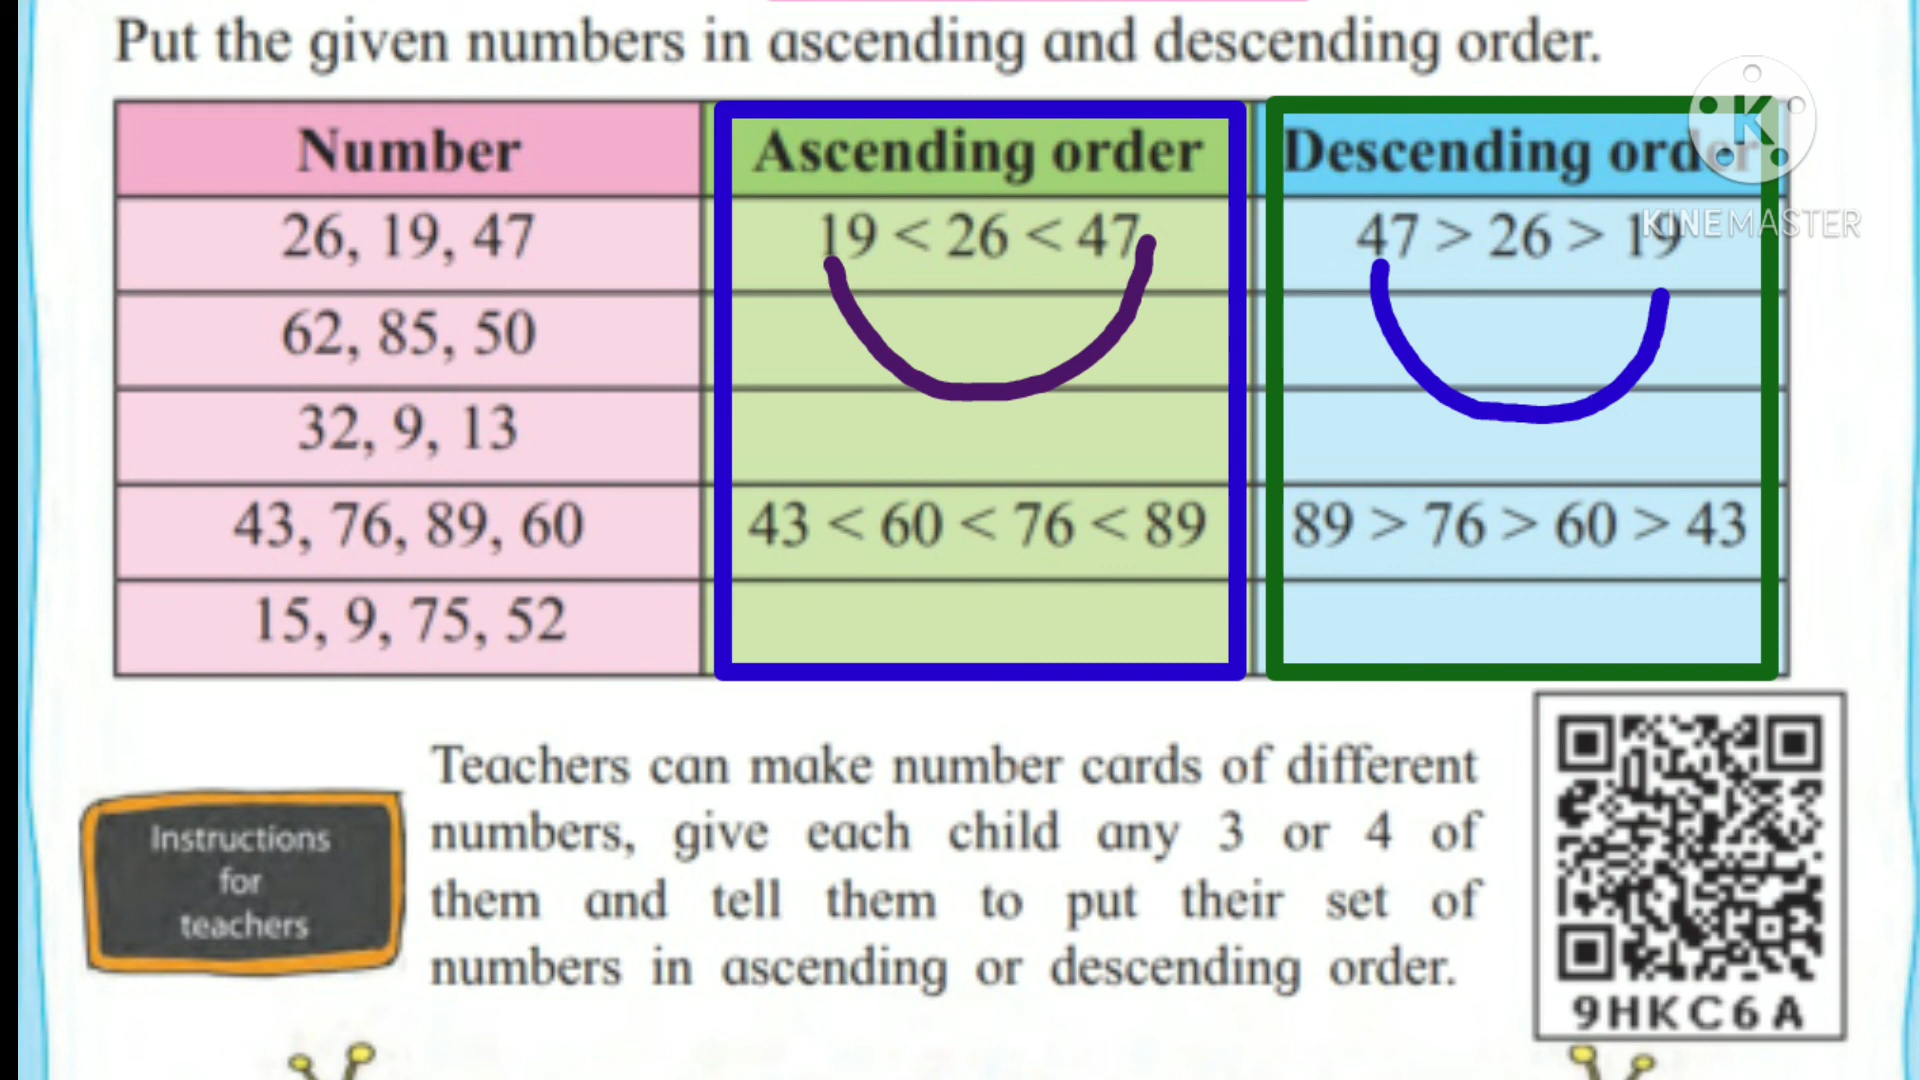 Put the given numbers in ascending and descending order.
Number Ascending order Descending order
26, 19, 47 19 < 26 < 47 47 > 26 > 19
KINEMASTER
62, 85, 50
32, 9, 13
43, 76, 89, 60 43 < 60 < 76 < 89 89 > 76 > 60 > 43
15, 9, 75, 52
Instructions
for
teachers
Teachers can make number cards of different
numbers, give each child any 3 or 4 of
them and tell them to put their set of
numbers in ascending or descending order.
9HKC6A
K